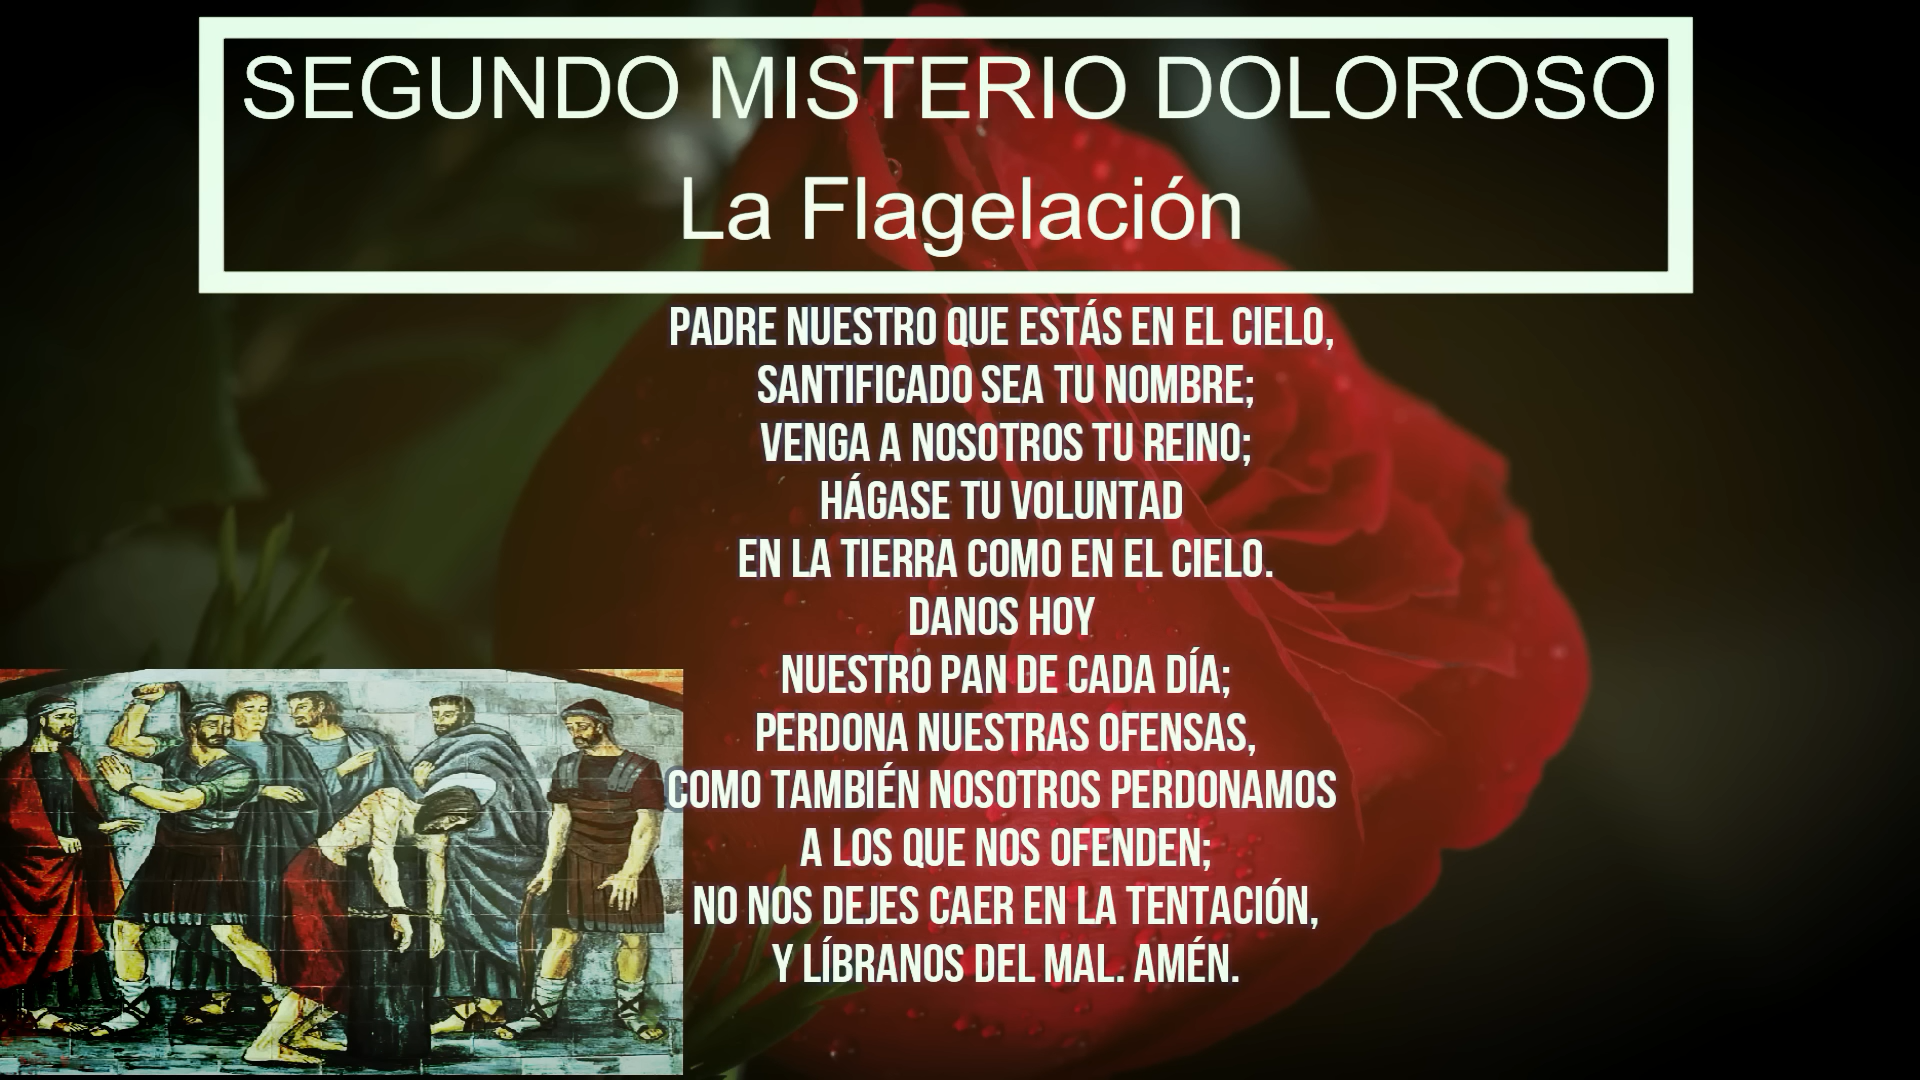 SEGUNDO MISTERIO DOLOROSO
La Flagelación
PADRE NUESTRO QUE ESTÁS EN EL CIELO,
SANTIFICADO SEA TU NOMBRE;
VENGA A NOSOTROS TU REINO;
HÁGASE TU VOLUNTAD
EN LA TIERRA COMO EN EL CIELO.
DANOS HOY
NUESTRO PAN DE CADA DÍA;
PERDONA NUESTRAS OFENSAS,
COMO TAMBIÉN NOSOTROS PERDONAMOS
A LOS QUE NOS OFENDEN;
NO NOS DEJES CAER EN LA TENTACIÓN,
Y LÍBRANOS DEL MAL. AMÉN.